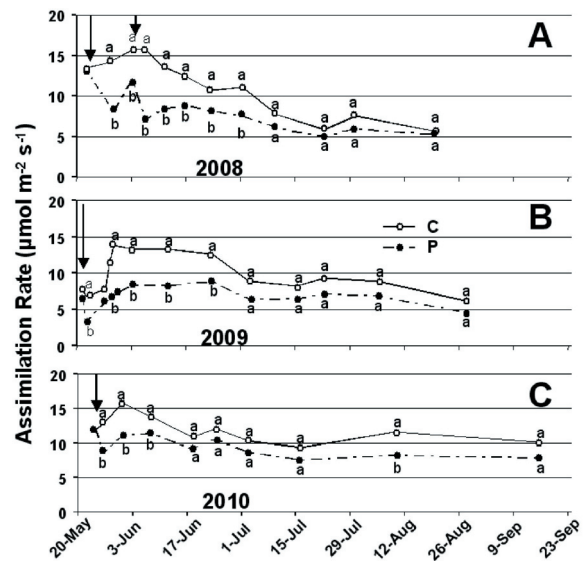 Assimilation Rate (µmol m⁻² s⁻¹)
A
20
15
10
5
0
a a a a a a a a a a a
b b b b b b b a a a a
2008
B
C
P
20
15
10
5
0
a a a a a a a a a a
b b b b b a a a a a
2009
C
20
15
10
5
0
a a a a a a a a a
b b b a a a a b a
2010
20-May 3-Jun 17-Jun 1-Jul 15-Jul 29-Jul 12-Aug 26-Aug 9-Sep 23-Sep